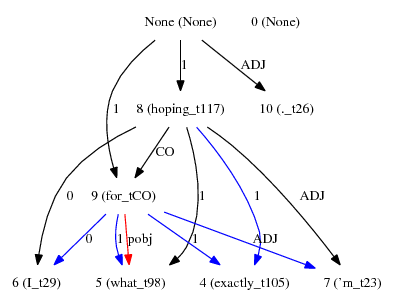 None (None) 0 (None)
1 ADJ
1 8 (hoping_t117) 10 (._t26)
CO
0 9 (for_tCO) 1 1 ADJ
0 1 pobj 1 ADJ
6 (I_t29) 5 (what_t98) 4 (exactly_t105) 7 ('m_t23)